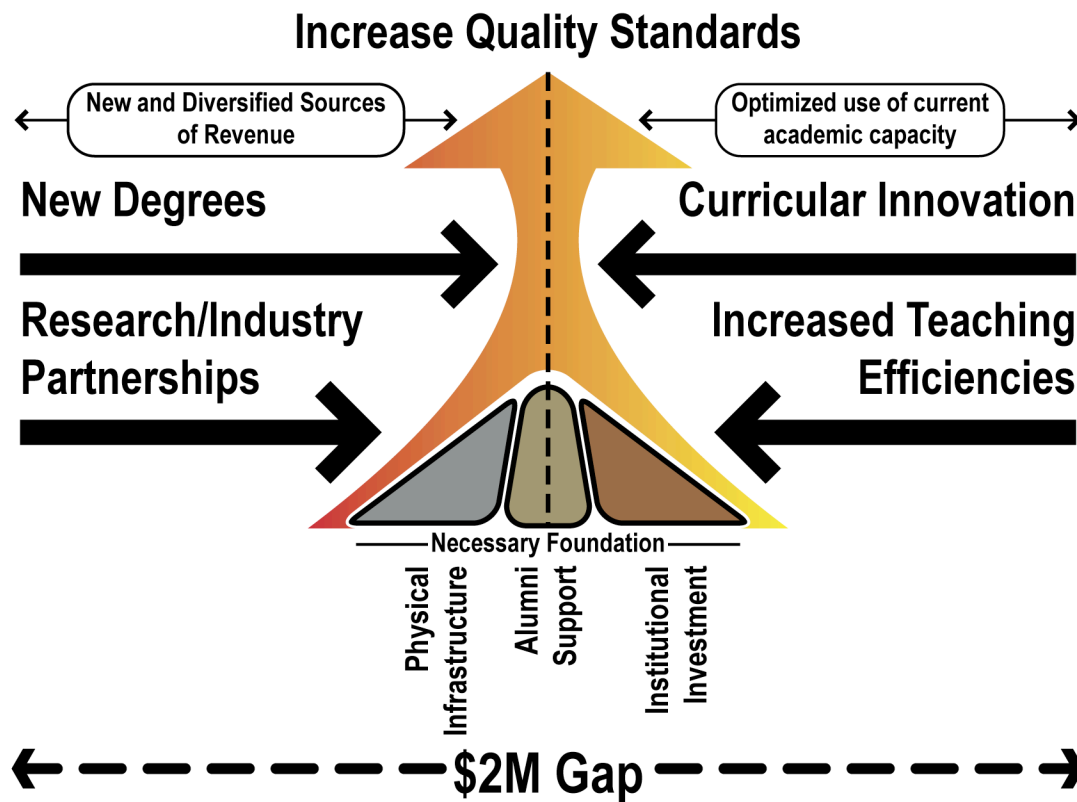 Increase Quality Standards
New and Diversified Sources
of Revenue
Optimized use of current
academic capacity
New Degrees
Curricular Innovation
Research/Industry
Partnerships
Increased Teaching
Efficiencies
Necessary Foundation
Physical
Infrastructure
Alumni
Support
Institutional
Investment
$2M Gap